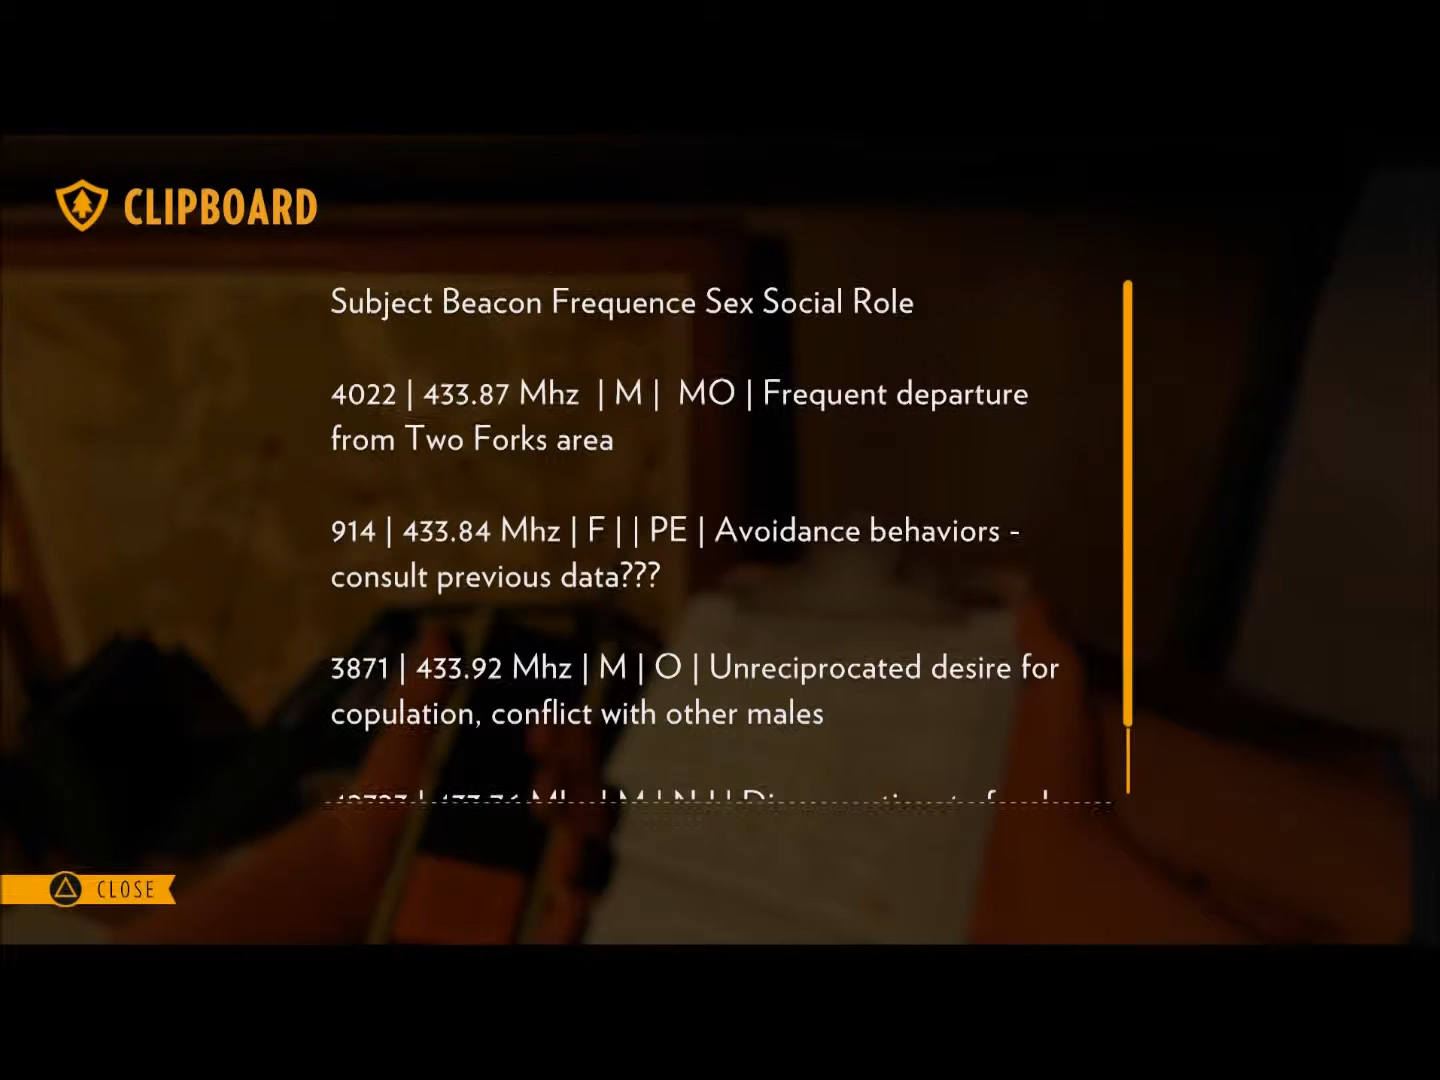 CLIPBOARD
Subject Beacon Frequence Sex Social Role
4022 | 433.87 Mhz | M | MO | Frequent departure
from Two Forks area
914 | 433.84 Mhz | F | | PE | Avoidance behaviors -
consult previous data???
3871 | 433.92 Mhz | M | O | Unreciprocated desire for
copulation, conflict with other males
CLOSE